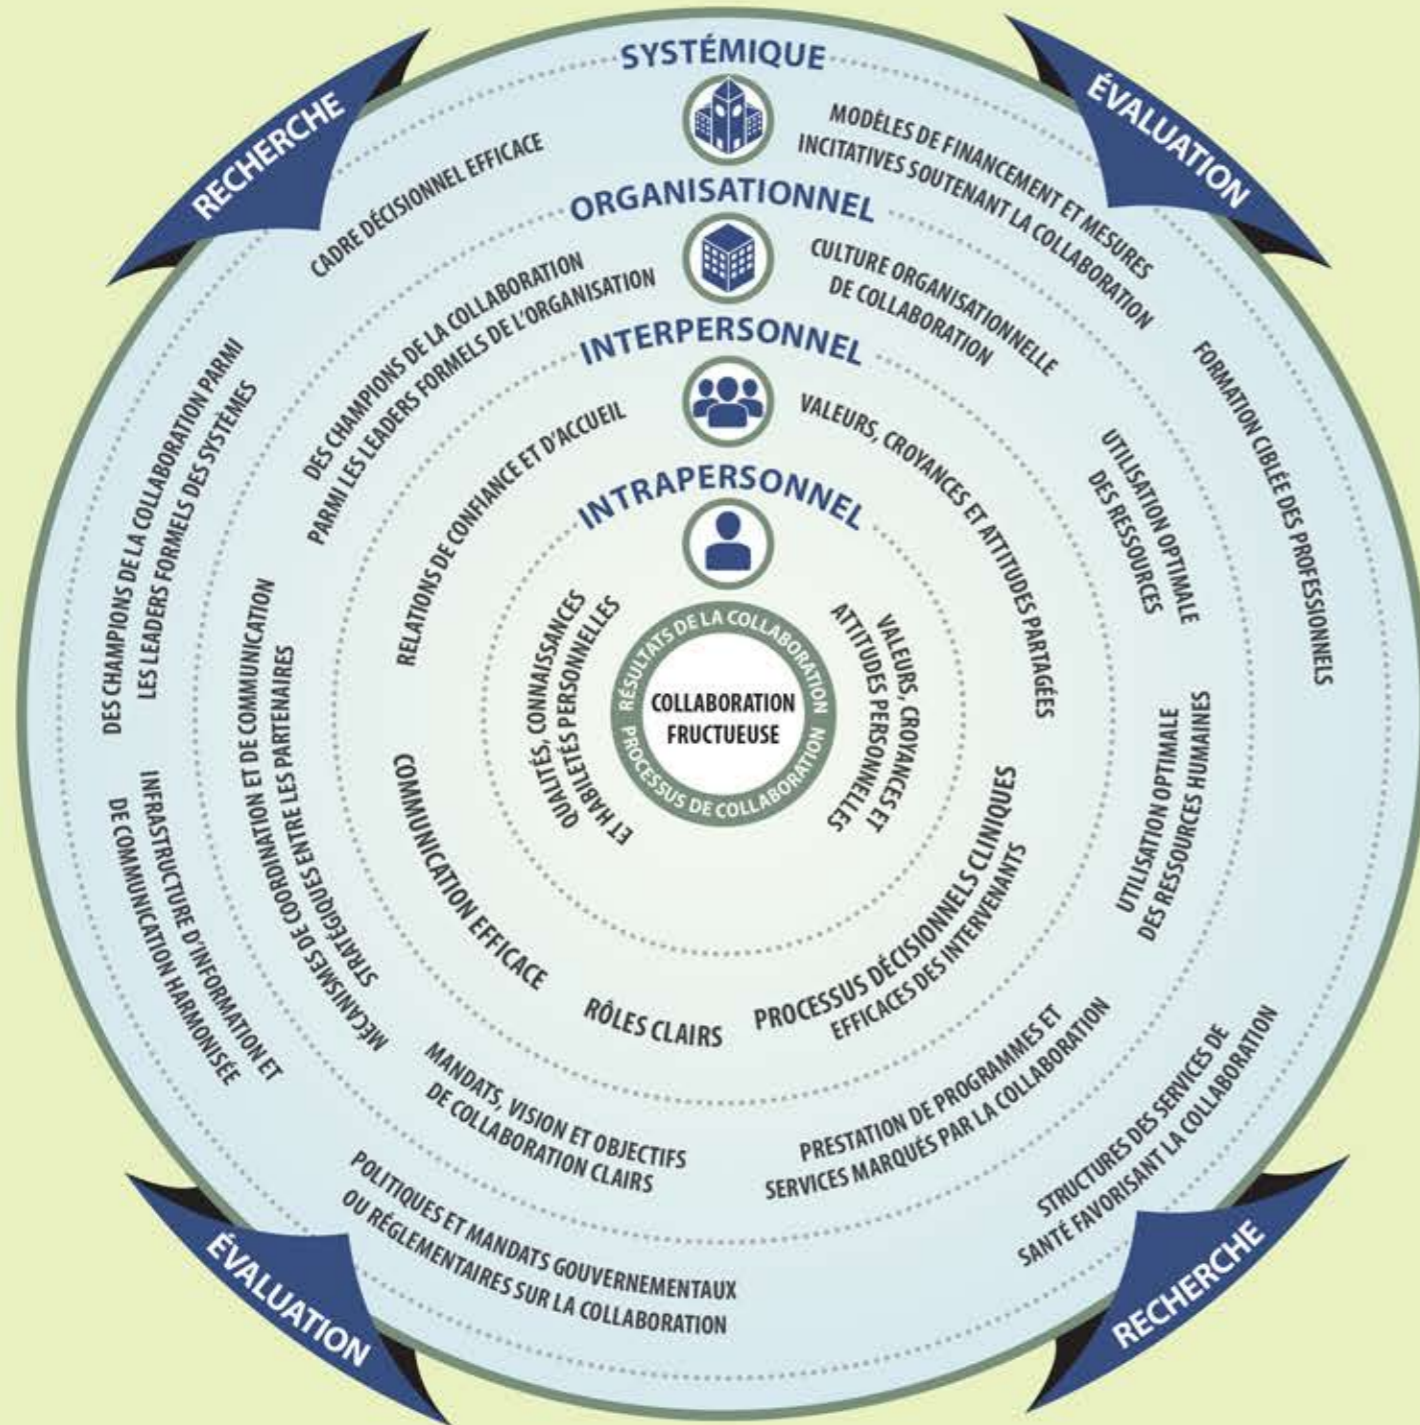 RECHERCHE
ÉVALUATION
SYSTÉMIQUE
CADRE DÉCISIONNEL EFFICACE
MODÈLES DE FINANCEMENT ET MESURES
INCITATIVES SOUTENANT LA COLLABORATION
FORMATION CIBLÉE DES PROFESSIONNELS
STRUCTURES DES SERVICES DE
SANTÉ FAVORISANT LA COLLABORATION
POLITIQUES ET MANDATS GOUVERNEMENTAUX
OU RÉGLEMENTAIRES SUR LA COLLABORATION
INFRASTRUCTURE D'INFORMATION ET
DE COMMUNICATION HARMONISÉE
DES CHAMPIONS DE LA COLLABORATION PARMI
LES LEADERS FORMELS DES SYSTÈMES
ORGANISATIONNEL
DES CHAMPIONS DE LA COLLABORATION
PARMI LES LEADERS FORMELS DE L'ORGANISATION
CULTURE ORGANISATIONNELLE
DE COLLABORATION
UTILISATION OPTIMALE
DES RESSOURCES
UTILISATION OPTIMALE
DES RESSOURCES HUMAINES
PRESTATION DE PROGRAMMES ET
SERVICES MARQUÉS PAR LA COLLABORATION
MANDATS, VISION ET OBJECTIFS
DE COLLABORATION CLAIRS
MÉCANISMES DE COORDINATION ET DE COMMUNICATION
STRATÉGIQUES ENTRE LES PARTENAIRES
INTERPERSONNEL
RELATIONS DE CONFIANCE ET D'ACCUEIL
VALEURS, CROYANCES ET ATTITUDES PARTAGÉES
PROCESSUS DÉCISIONNELS CLINIQUES
EFFICACES DES INTERVENANTS
RÔLES CLAIRS
COMMUNICATION EFFICACE
INTRAPERSONNEL
QUALITÉS, CONNAISSANCES
ET HABILETÉS PERSONNELLES
VALEURS, CROYANCES ET
ATTITUDES PERSONNELLES
RÉSULTATS DE LA COLLABORATION
COLLABORATION
FRUCTUEUSE
PROCESSUS DE COLLABORATION
ÉVALUATION
RECHERCHE